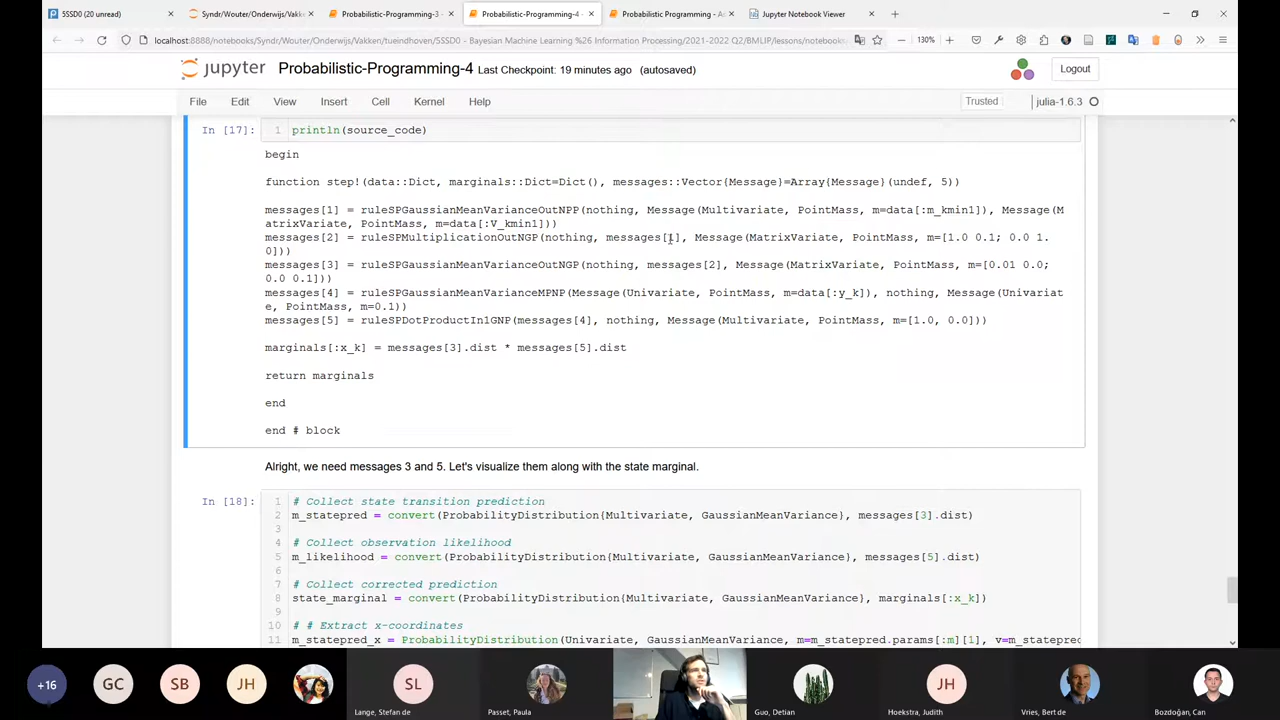 5SSD0 (20 unread)
Syndr/Wouter/Onderwijs/Vakke
Probabilistic-Programming-3 -
Probabilistic-Programming-4 -
Probabilistic Programming - As
Jupyter Notebook Viewer
localhost:8888/notebooks/Syndr/Wouter/Onderwijs/Vakken/tueindhoven/5SSD0 - Bayesian Machine Learning %26 Information Processing/2021-2022 Q2/BMLIP/lessons/notebook
130%
jupyter Probabilistic-Programming-4 Last Checkpoint: 19 minutes ago (autosaved)
Logout
File Edit View Insert Cell Kernel Help
Trusted
julia-1.6.3
In [17]:
1 println(source_code)
begin
function step!(data::Dict, marginals::Dict=Dict(), messages::Vector{Message}=Array{Message}(undef, 5))
messages[1] = ruleSPGaussianMeanVarianceOutNPP(nothing, Message(Multivariate, PointMass, m=data[:m_kmin1]), Message(M
atrixVariate, PointMass, m=data[:V_kmin1]))
messages[2] = ruleSPMultiplicationOutNGP(nothing, messages[1], Message(MatrixVariate, PointMass, m=[1.0 0.1; 0.0 1.
0]))
messages[3] = ruleSPGaussianMeanVarianceOutNGP(nothing, messages[2], Message(MatrixVariate, PointMass, m=[0.01 0.0;
0.0 0.1]))
messages[4] = ruleSPGaussianMeanVarianceMPNP(Message(Univariate, PointMass, m=data[:y_k]), nothing, Message(Univariat
e, PointMass, m=0.1))
messages[5] = ruleSPDotProductIn1GNP(messages[4], nothing, Message(Multivariate, PointMass, m=[1.0, 0.0]))
marginals[:x_k] = messages[3].dist * messages[5].dist
return marginals
end
end # block
Alright, we need messages 3 and 5. Let's visualize them along with the state marginal.
In [18]:
1 # Collect state transition prediction
2 m_statepred = convert(ProbabilityDistribution{Multivariate, GaussianMeanVariance}, messages[3].dist)
3
4 # Collect observation likelihood
5 m_likelihood = convert(ProbabilityDistribution{Multivariate, GaussianMeanVariance}, messages[5].dist)
6
7 # Collect corrected prediction
8 state_marginal = convert(ProbabilityDistribution{Multivariate, GaussianMeanVariance}, marginals[:x_k])
9
10 # # Extract x-coordinates
11 m_statepred_x = ProbabilityDistribution(Univariate, GaussianMeanVariance, m=m_statepred.params[:m][1], v=m_statepre
+16
GC
SB
JH
SL
Lange, Stefan de
Passet, Paula
Guo, Detian
JH
Hoekstra, Judith
Vries, Bert de
Bozdoğan, Can